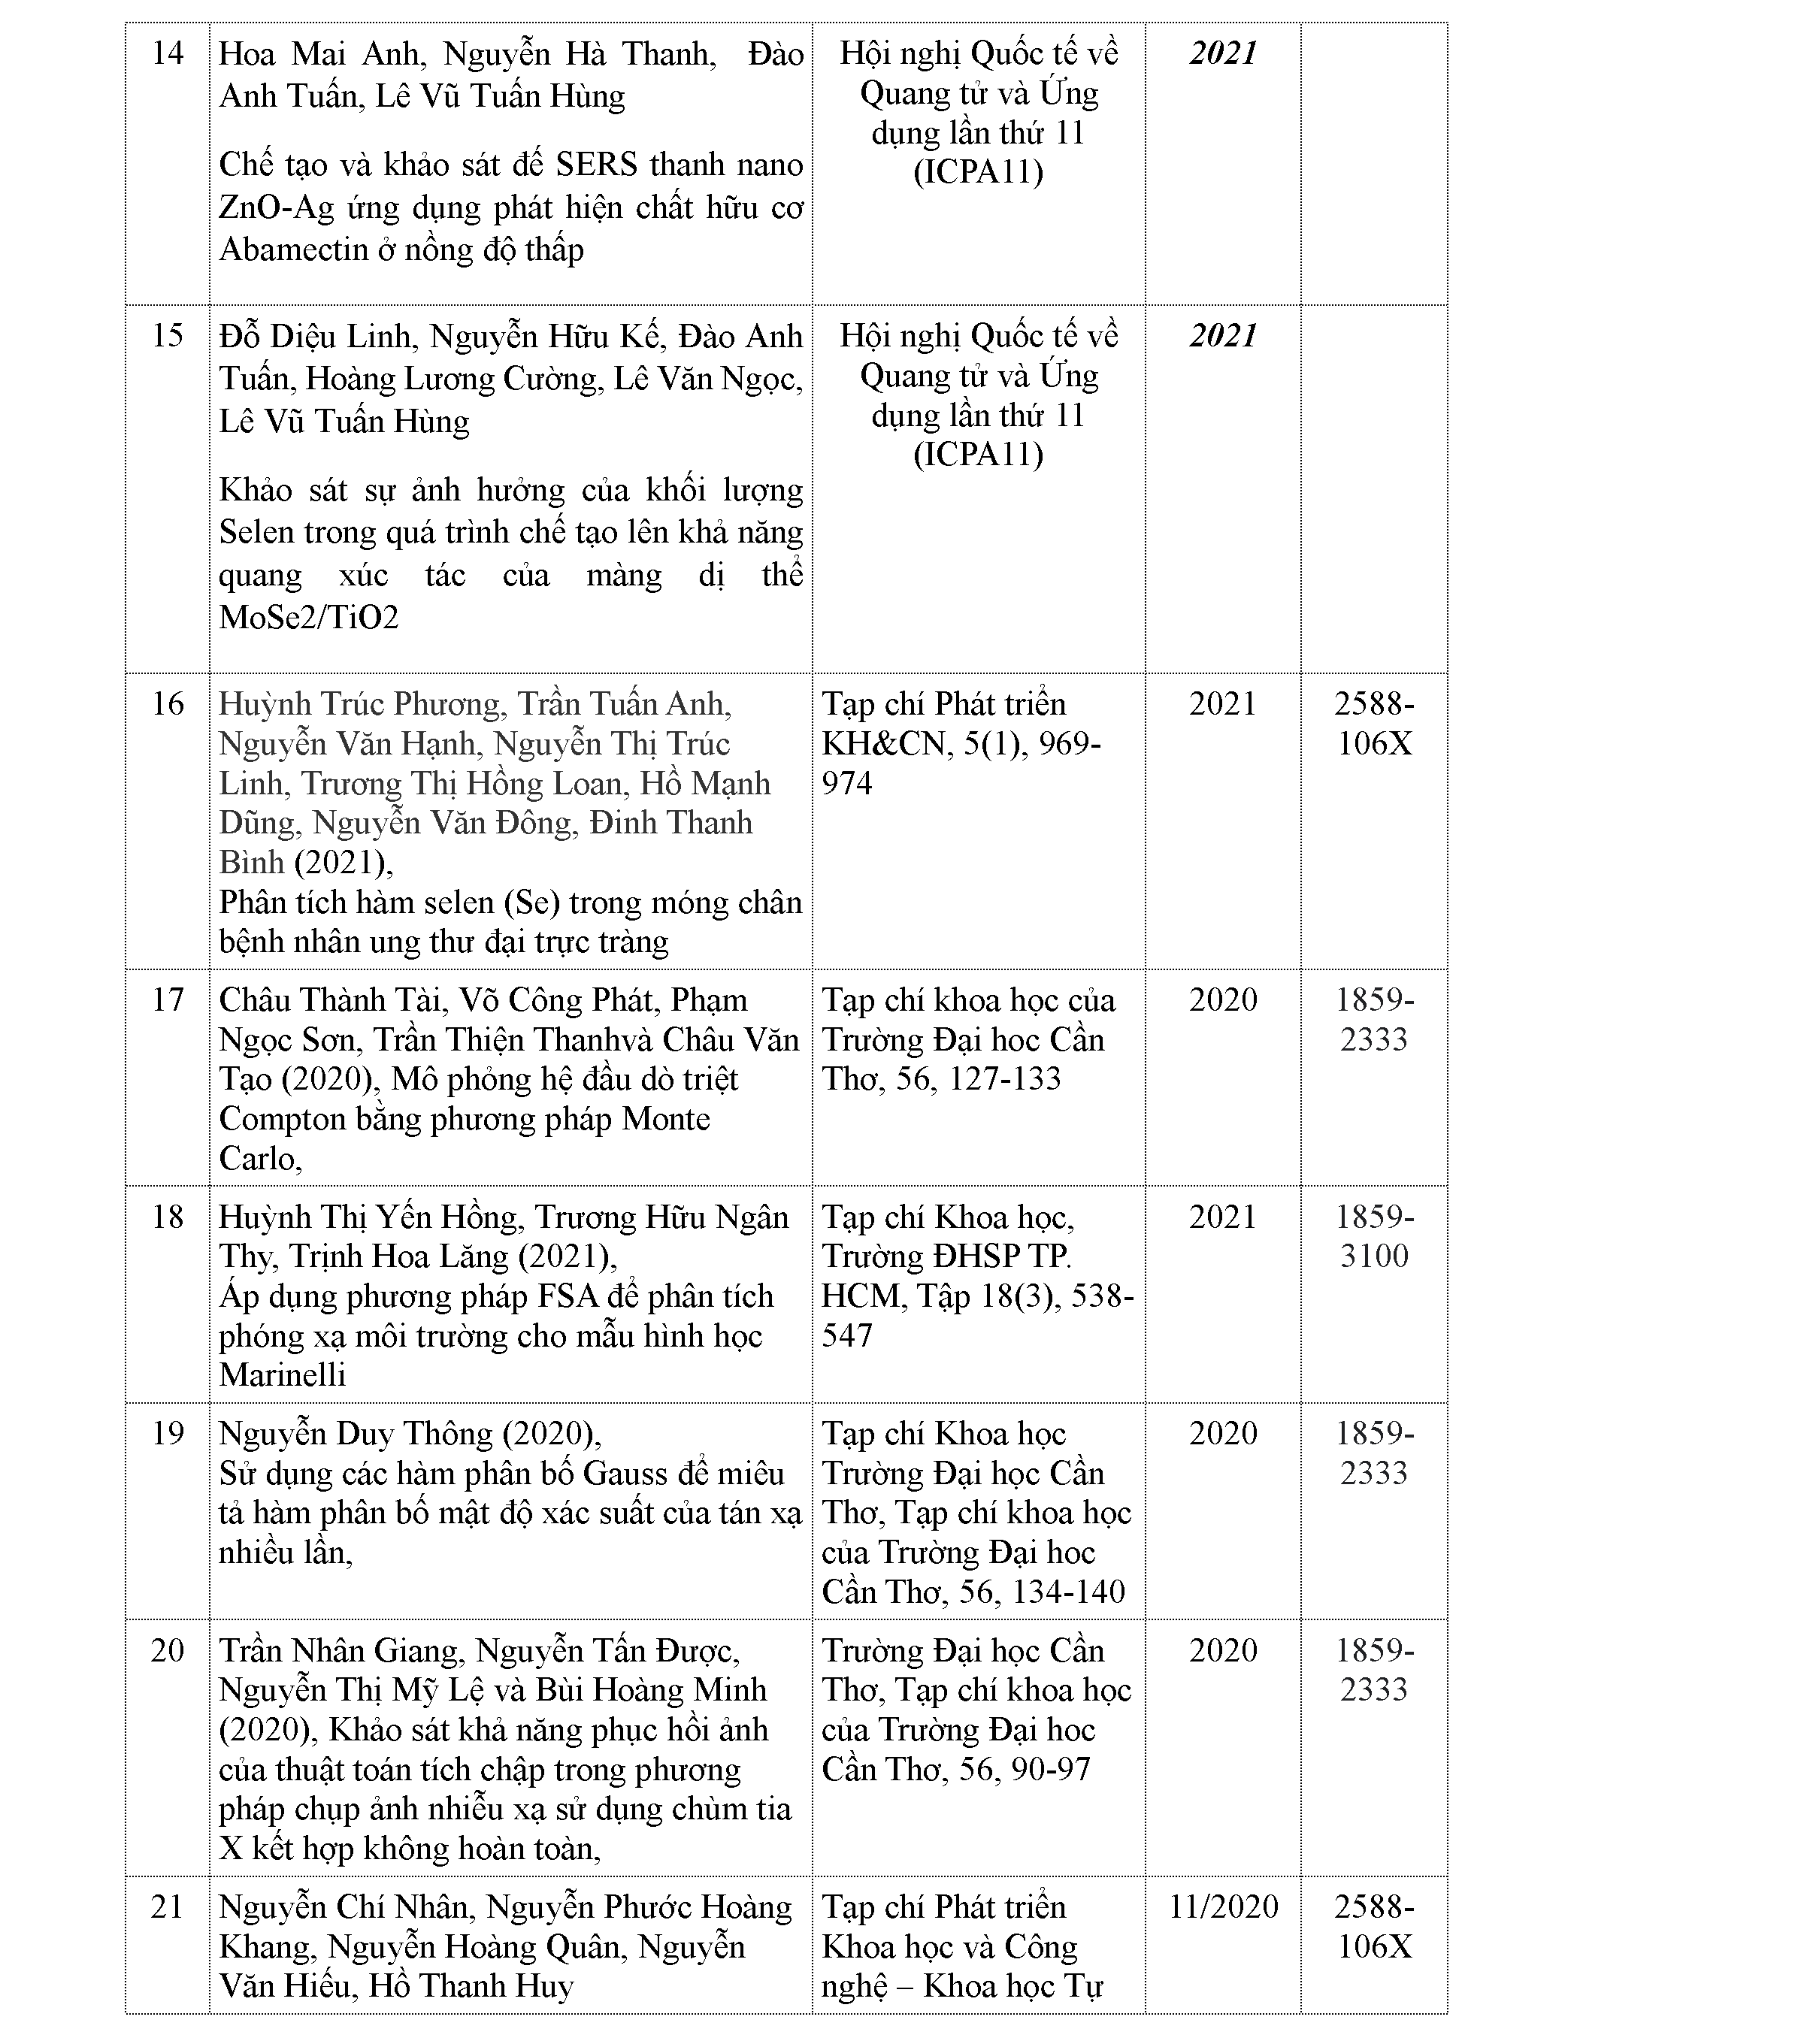 14
Hoa Mai Anh, Nguyễn Hà Thanh, Đào
Anh Tuấn, Lê Vũ Tuấn Hùng
Chế tạo và khảo sát đế SERS thanh nano
ZnO-Ag ứng dụng phát hiện chất hữu cơ
Abamectin ở nồng độ thấp
Hội nghị Quốc tế về
Quang tử và Ứng
dụng lần thứ 11
(ICPA11)
2021
15
Đỗ Diệu Linh, Nguyễn Hữu Kế, Đào Anh
Tuấn, Hoàng Lương Cường, Lê Văn Ngọc,
Lê Vũ Tuấn Hùng
Khảo sát sự ảnh hưởng của khối lượng
Selen trong quá trình chế tạo lên khả năng
quang xúc tác của màng dị thể
MoSe2/TiO2
Hội nghị Quốc tế về
Quang tử và Ứng
dụng lần thứ 11
(ICPA11)
2021
16
Huỳnh Trúc Phương, Trần Tuấn Anh,
Nguyễn Văn Hạnh, Nguyễn Thị Trúc
Linh, Trương Thị Hồng Loan, Hồ Mạnh
Dũng, Nguyễn Văn Đông, Đinh Thanh
Bình (2021),
Phân tích hàm selen (Se) trong móng chân
bệnh nhân ung thư đại trực tràng
Tạp chí Phát triển
KH&CN, 5(1), 969-
974
2021
2588-
106X
17
Châu Thành Tài, Võ Công Phát, Phạm
Ngọc Sơn, Trần Thiện Thanhvà Châu Văn
Tạo (2020), Mô phỏng hệ đầu dò triệt
Compton bằng phương pháp Monte
Carlo,
Tạp chí khoa học của
Trường Đại hoc Cần
Thơ, 56, 127-133
2020
1859-
2333
18
Huỳnh Thị Yến Hồng, Trương Hữu Ngân
Thy, Trịnh Hoa Lăng (2021),
Áp dụng phương pháp FSA để phân tích
phóng xạ môi trường cho mẫu hình học
Marinelli
Tạp chí Khoa học,
Trường ĐHSP TP.
HCM, Tập 18(3), 538-
547
2021
1859-
3100
19
Nguyễn Duy Thông (2020),
Sử dụng các hàm phân bố Gauss để miêu
tả hàm phân bố mật độ xác suất của tán xạ
nhiều lần,
Tạp chí Khoa học
Trường Đại học Cần
Thơ, Tạp chí khoa học
của Trường Đại hoc
Cần Thơ, 56, 134-140
2020
1859-
2333
20
Trần Nhân Giang, Nguyễn Tấn Được,
Nguyễn Thị Mỹ Lệ và Bùi Hoàng Minh
(2020), Khảo sát khả năng phục hồi ảnh
của thuật toán tích chập trong phương
pháp chụp ảnh nhiễu xạ sử dụng chùm tia
X kết hợp không hoàn toàn,
Trường Đại học Cần
Thơ, Tạp chí khoa học
của Trường Đại hoc
Cần Thơ, 56, 90-97
2020
1859-
2333
21
Nguyễn Chí Nhân, Nguyễn Phước Hoàng
Khang, Nguyễn Hoàng Quân, Nguyễn
Văn Hiếu, Hồ Thanh Huy
Tạp chí Phát triển
Khoa học và Công
nghệ – Khoa học Tự
11/2020
2588-
106X